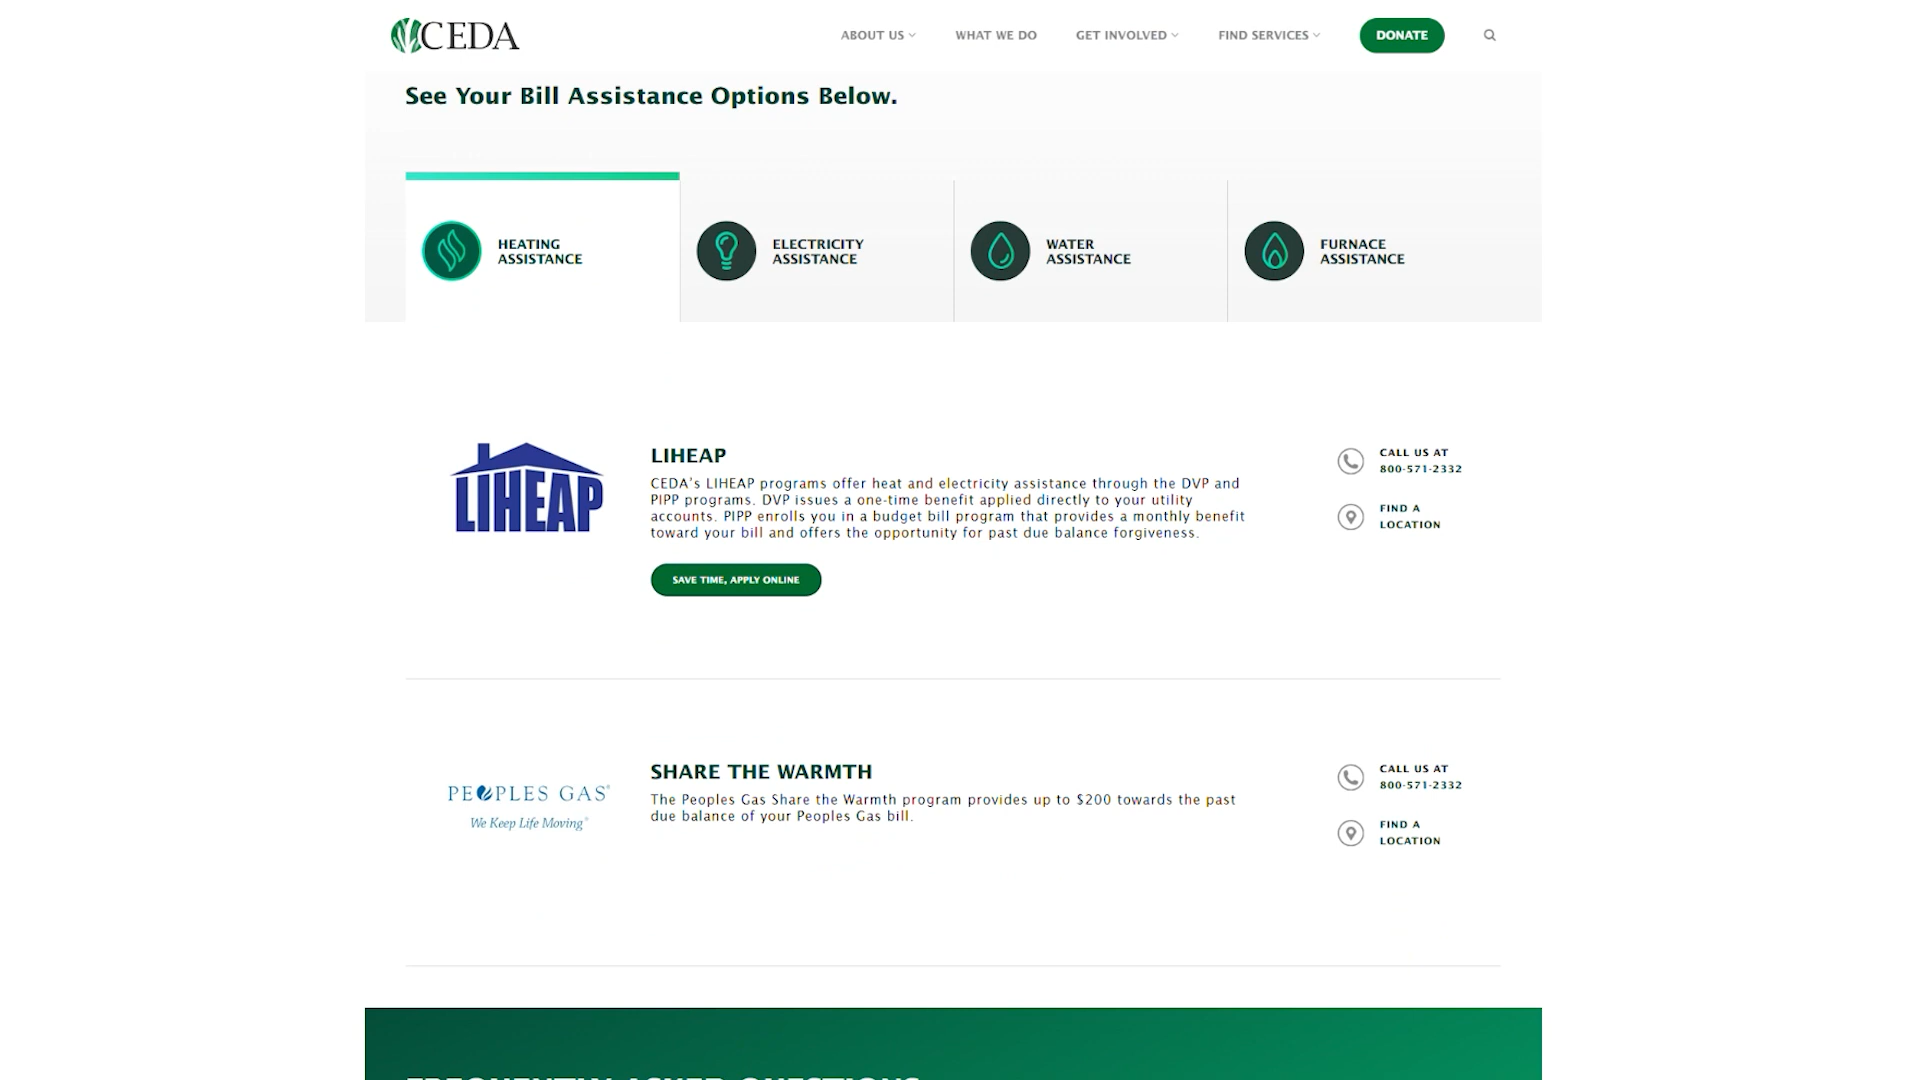 CEDA
ABOUT US
WHAT WE DO
GET INVOLVED
FIND SERVICES
DONATE
See Your Bill Assistance Options Below.
HEATING
ASSISTANCE
ELECTRICITY
ASSISTANCE
WATER
ASSISTANCE
FURNACE
ASSISTANCE
LIHEAP
LIHEAP
CEDA’s LIHEAP programs offer heat and electricity assistance through the DVP and
PIPP programs. DVP issues a one-time benefit applied directly to your utility
accounts. PIPP enrolls you in a budget bill program that provides a monthly benefit
toward your bill and offers the opportunity for past due balance forgiveness.
SAVE TIME, APPLY ONLINE
CALL US AT
800-571-2332
FIND A
LOCATION
PEOPLES GAS®
We Keep Life Moving®
SHARE THE WARMTH
The Peoples Gas Share the Warmth program provides up to $200 towards the past
due balance of your Peoples Gas bill.
CALL US AT
800-571-2332
FIND A
LOCATION
FREQUENTLY ASKED QUESTIONS